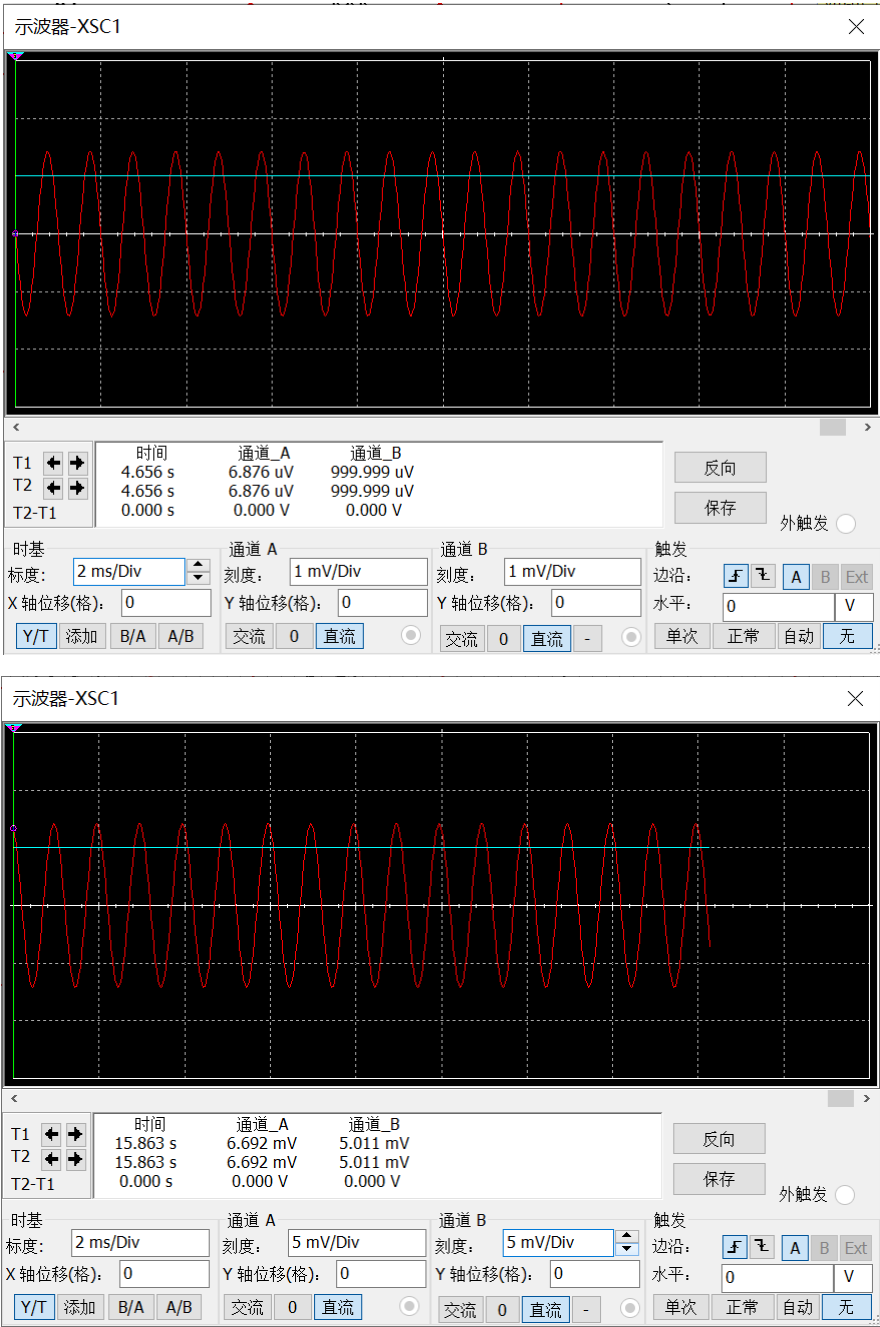 示波器-XSC1
时间 通道_A 通道_B
T1 4.656 s 6.876 uV 999.999 uV
T2 4.656 s 6.876 uV 999.999 uV
T2-T1 0.000 s 0.000 V 0.000 V
反向
保存
外触发
时基
标度： 2 ms/Div
X 轴位移(格)： 0
Y/T 添加 B/A A/B
通道 A
刻度： 1 mV/Div
Y 轴位移(格)： 0
交流 0 直流
通道 B
刻度： 1 mV/Div
Y 轴位移(格)： 0
交流 0 直流 -
触发
边沿： A B Ext
水平： 0 V
单次 正常 自动 无
示波器-XSC1
时间 通道_A 通道_B
T1 15.863 s 6.692 mV 5.011 mV
T2 15.863 s 6.692 mV 5.011 mV
T2-T1 0.000 s 0.000 V 0.000 V
反向
保存
外触发
时基
标度： 2 ms/Div
X 轴位移(格)： 0
Y/T 添加 B/A A/B
通道 A
刻度： 5 mV/Div
Y 轴位移(格)： 0
交流 0 直流
通道 B
刻度： 5 mV/Div
Y 轴位移(格)： 0
交流 0 直流 -
触发
边沿： A B Ext
水平： 0 V
单次 正常 自动 无